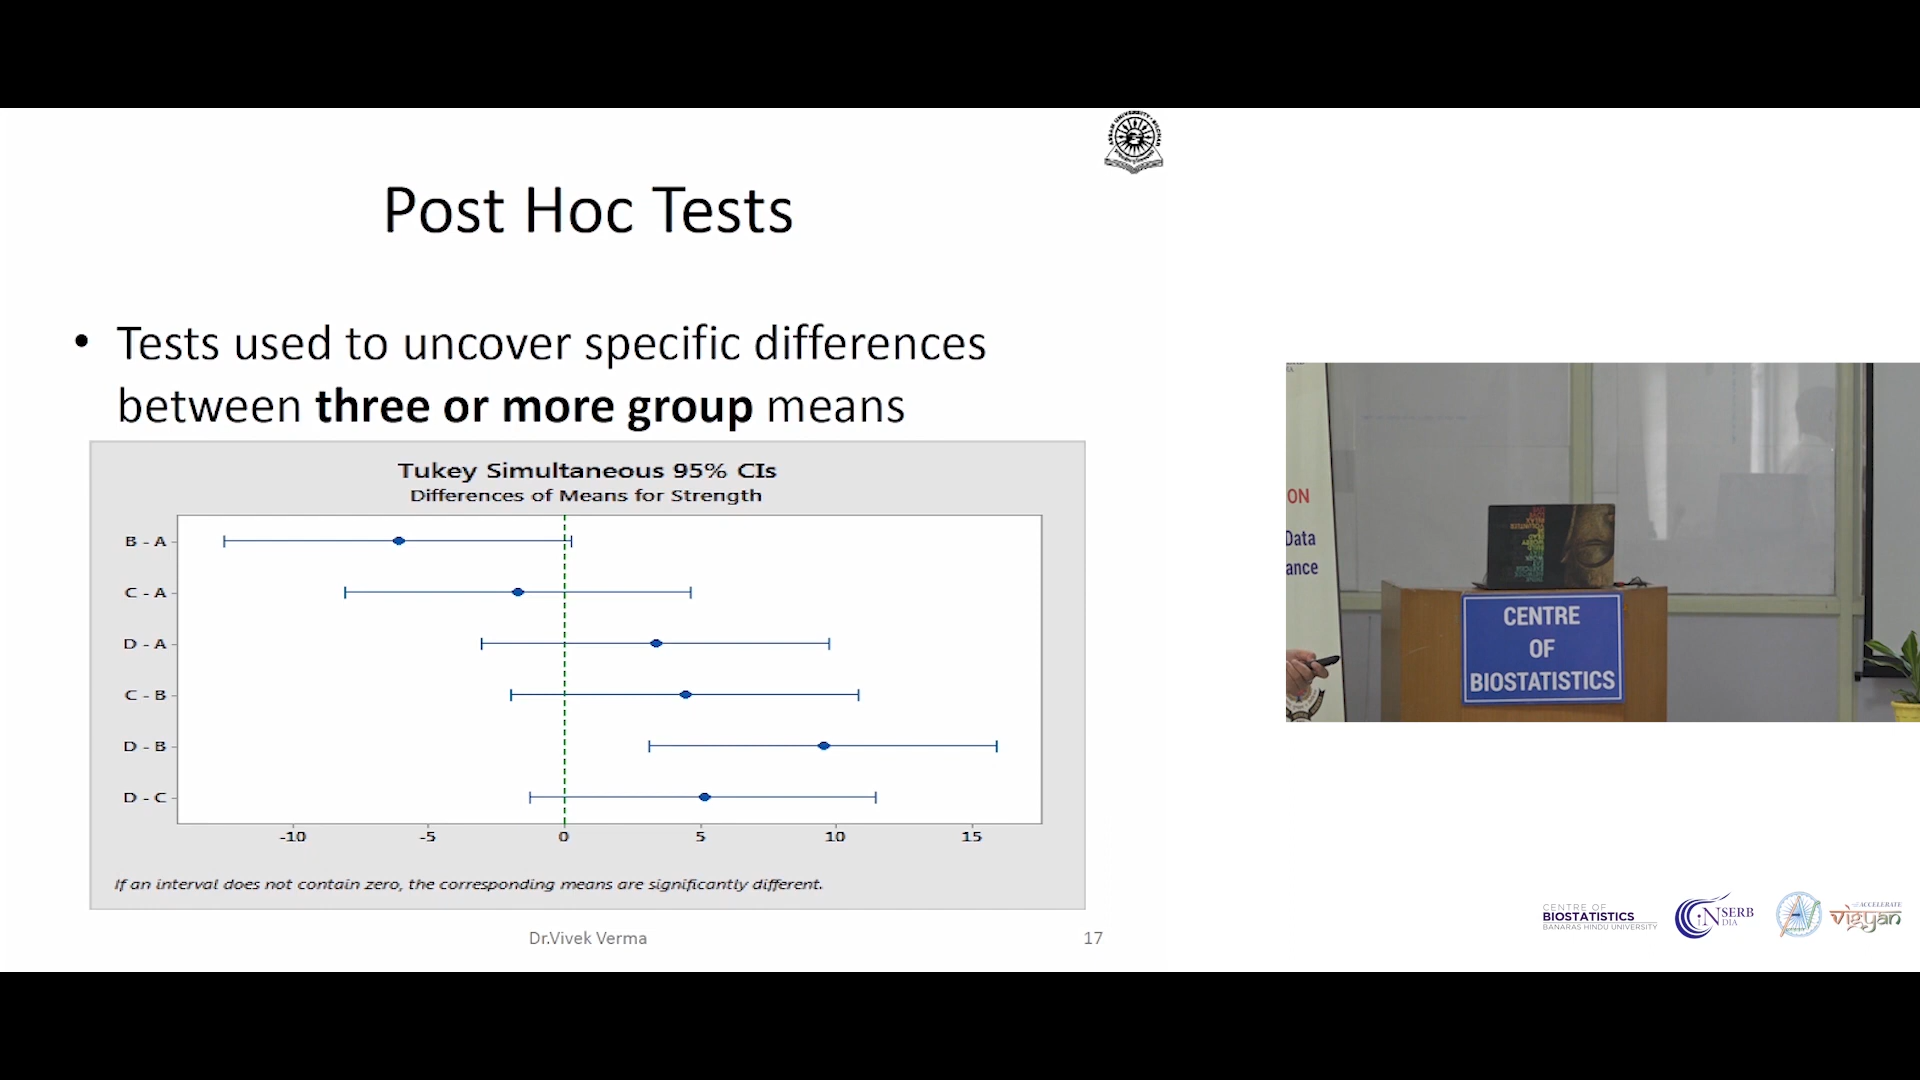 Post Hoc Tests
• Tests used to uncover specific differences
between three or more group means
Tukey Simultaneous 95% CIs
Differences of Means for Strength
B - A
C - A
D - A
C - B
D - B
D - C
-10 -5 0 5 10 15
If an interval does not contain zero, the corresponding means are significantly different.
Dr.Vivek Verma
17
ON
Data
ance
CENTRE
OF
BIOSTATISTICS
CENTRE OF
BIOSTATISTICS
BANARAS HINDU UNIVERSITY
SERB
ACCELERATE